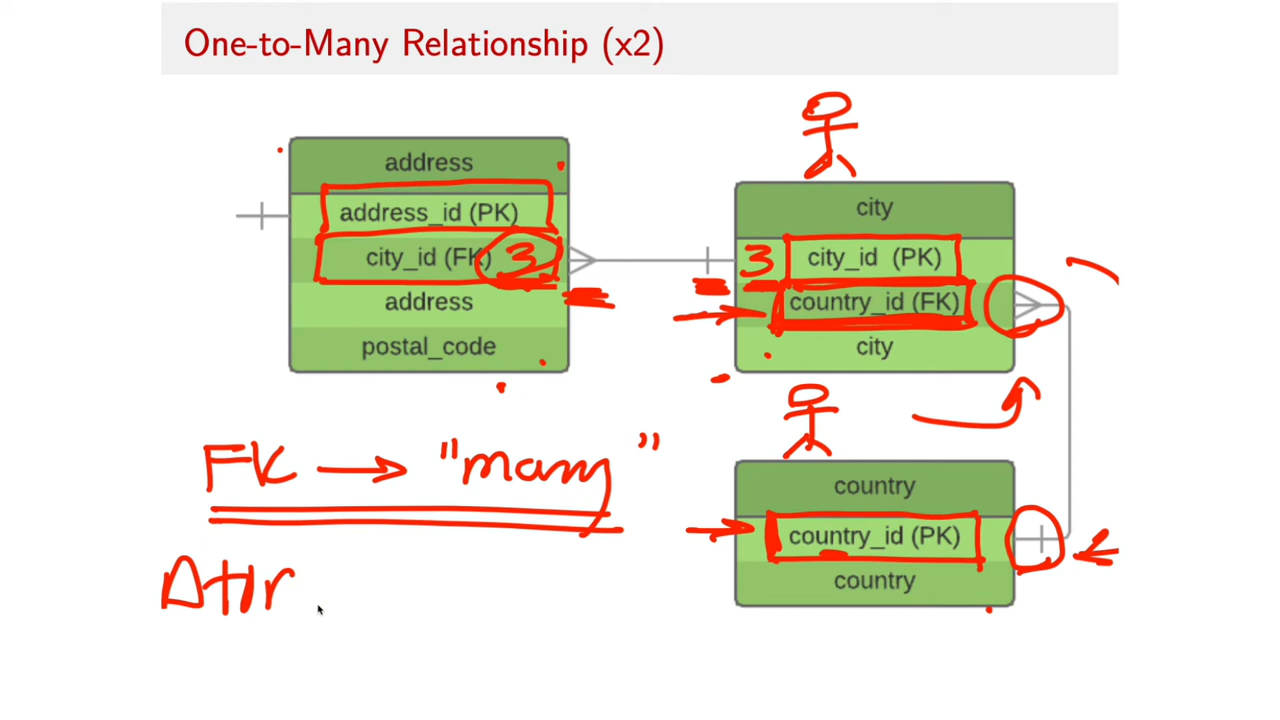 One-to-Many Relationship (x2)
address
address_id (PK)
city_id (FK) 3
address
postal_code
city
3 city_id (PK)
country_id (FK)
city
FK → "many"
country
country_id (PK)
country
Attr